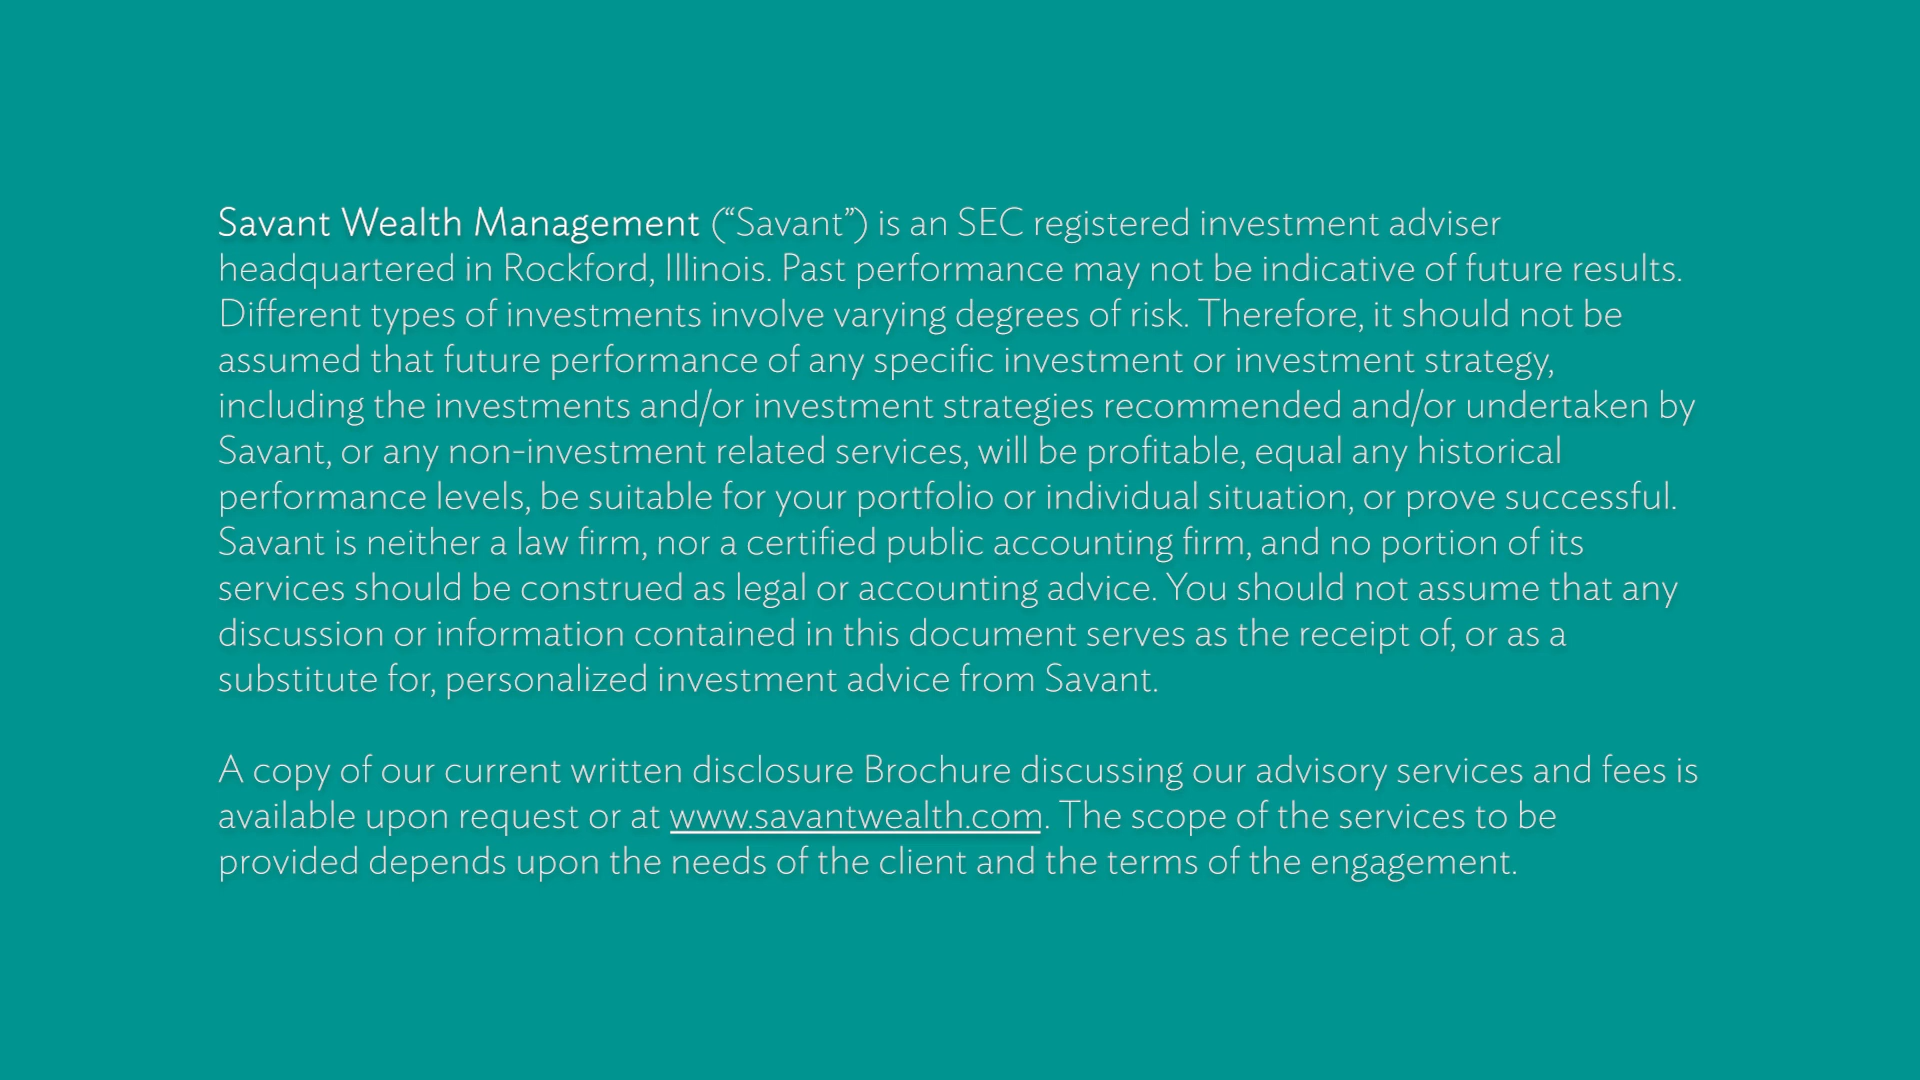 Savant Wealth Management (“Savant”) is an SEC registered investment adviser
headquartered in Rockford, Illinois. Past performance may not be indicative of future results.
Different types of investments involve varying degrees of risk. Therefore, it should not be
assumed that future performance of any specific investment or investment strategy,
including the investments and/or investment strategies recommended and/or undertaken by
Savant, or any non-investment related services, will be profitable, equal any historical
performance levels, be suitable for your portfolio or individual situation, or prove successful.
Savant is neither a law firm, nor a certified public accounting firm, and no portion of its
services should be construed as legal or accounting advice. You should not assume that any
discussion or information contained in this document serves as the receipt of, or as a
substitute for, personalized investment advice from Savant.
A copy of our current written disclosure Brochure discussing our advisory services and fees is
available upon request or at www.savantwealth.com. The scope of the services to be
provided depends upon the needs of the client and the terms of the engagement.